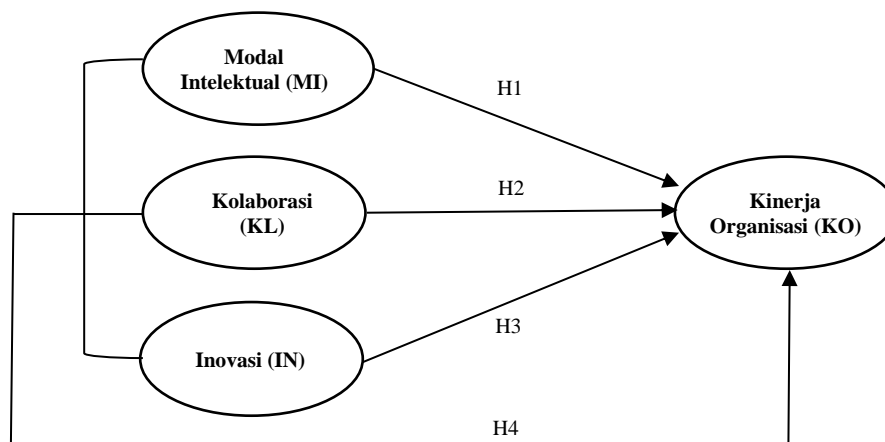 Modal
Intelektual (MI)
H1
Kolaborasi
(KL)
H2
Kinerja
Organisasi (KO)
H3
Inovasi (IN)
H4